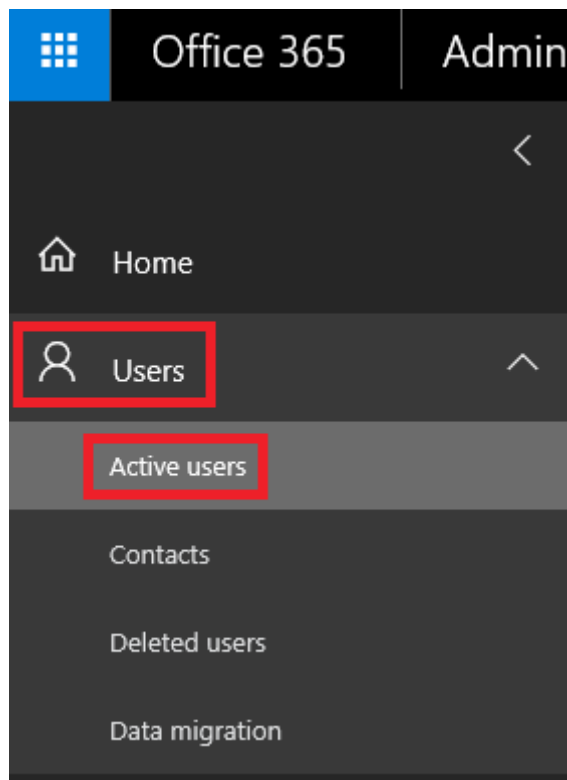 Office 365 Admin
Home
Users
Active users
Contacts
Deleted users
Data migration